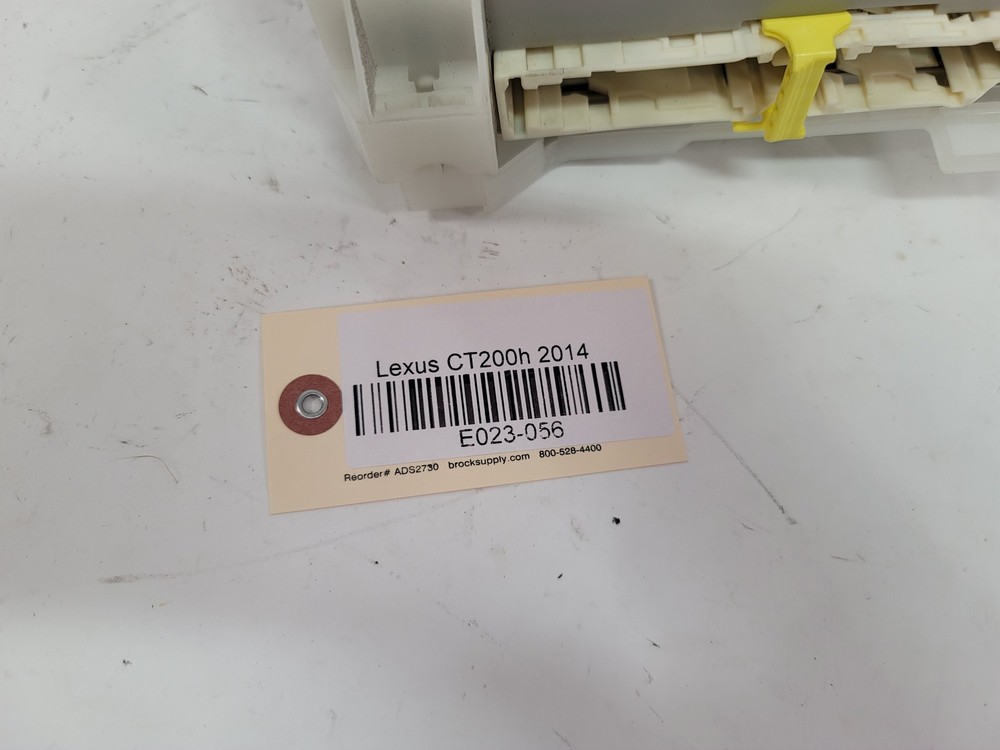 Lexus CT200h 2014
E023-056
Reorder# ADS2730 brocksupply.com 800-528-4400